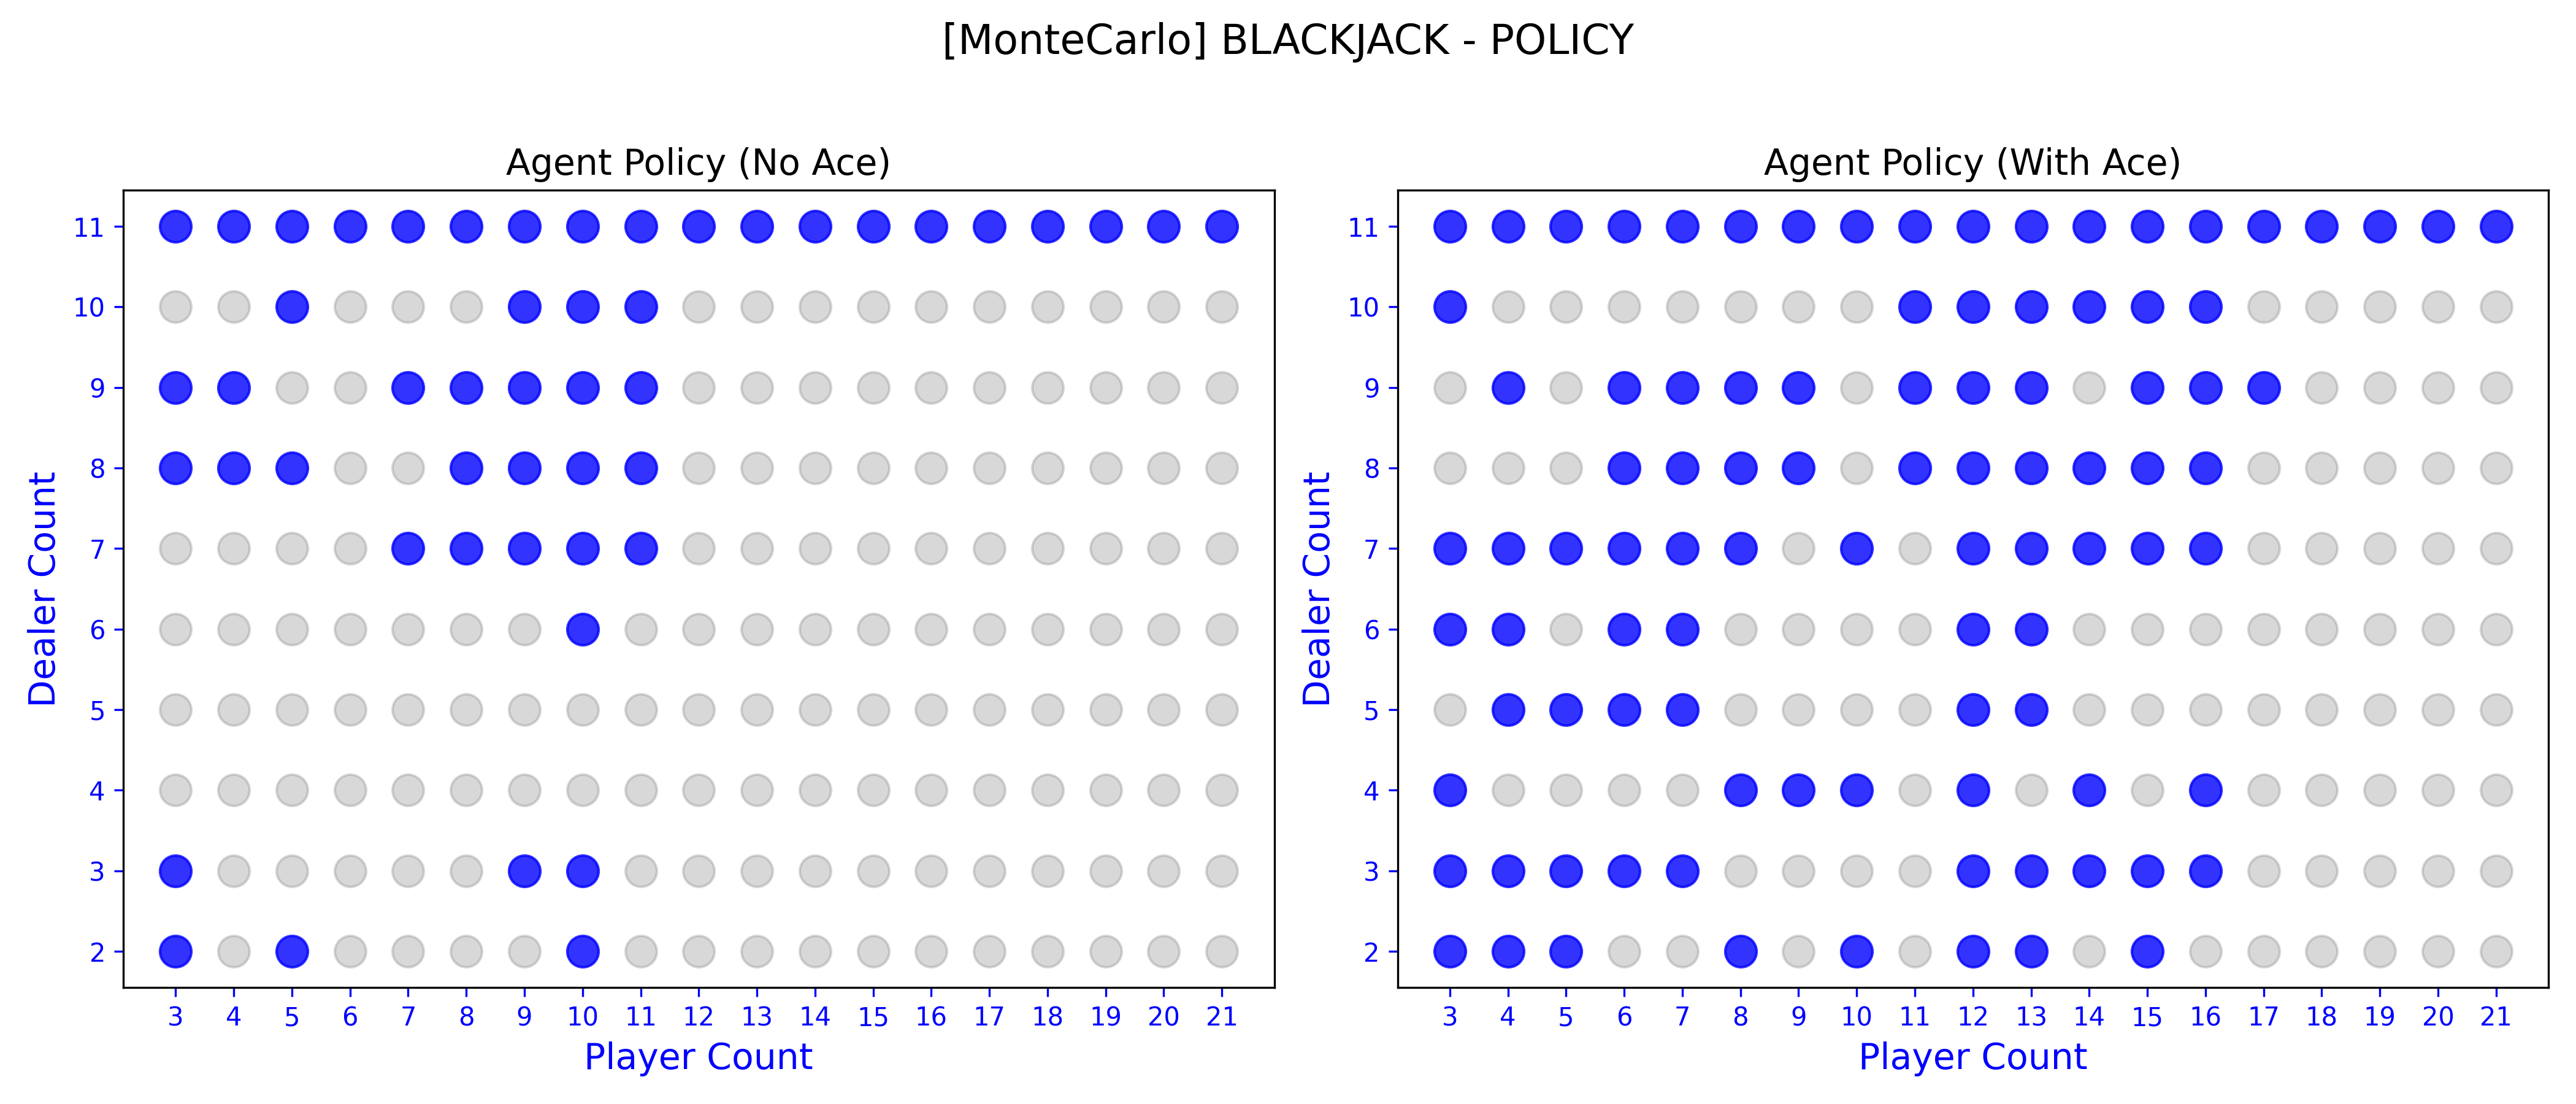 [MonteCarlo] BLACKJACK - POLICY
Agent Policy (No Ace)
11
10
9
8
7
6
5
4
3
2
Dealer Count
3 4 5 6 7 8 9 10 11 12 13 14 15 16 17 18 19 20 21
Player Count
Agent Policy (With Ace)
11
10
9
8
7
6
5
4
3
2
Dealer Count
3 4 5 6 7 8 9 10 11 12 13 14 15 16 17 18 19 20 21
Player Count